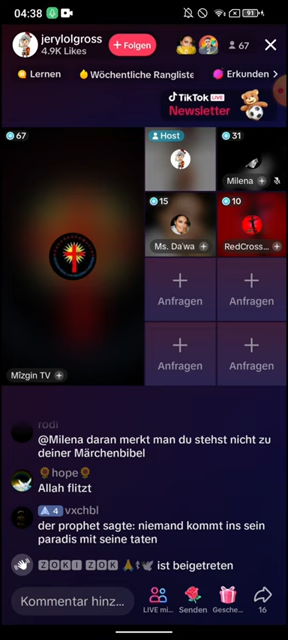 04:38
91
jerylolgross
4.9K Likes
+ Folgen
67
Lernen
Wöchentliche Rangliste
Erkunden
TikTok LIVE
Newsletter
67
Host
31
Milena
15
10
Ms. Da'wa
RedCross...
Anfragen
Anfragen
Anfragen
Anfragen
Mîzgin TV
rodi
@Milena daran merkt man du stehst nicht zu
deiner Märchenbibel
🌻hope🌻
Allah flitzt
4 vxchbl
der prophet sagte: niemand kommt ins sein
paradis mit seine taten
ZOKI ZOK 🙏✝️🕊 ist beigetreten
Kommentar hinz...
LIVE mi...
Senden
Gesche...
16